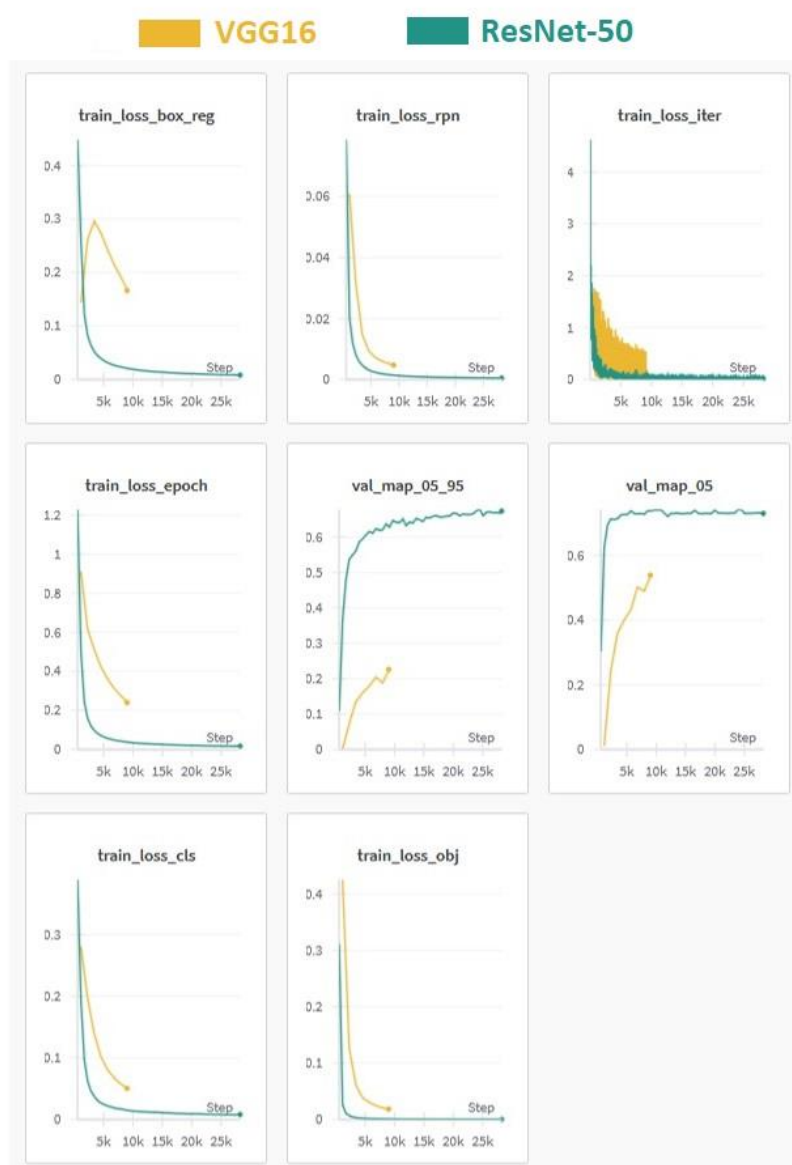 VGG16
ResNet-50
train_loss_box_reg
0.4
0.3
0.2
0.1
0
Step
5k 10k 15k 20k 25k
train_loss_rpn
0.06
0.04
0.02
0
Step
5k 10k 15k 20k 25k
train_loss_iter
4
3
2
1
0
Step
5k 10k 15k 20k 25k
train_loss_epoch
1.2
1
0.8
0.6
0.4
0.2
0
Step
5k 10k 15k 20k 25k
val_map_05_95
0.6
0.5
0.4
0.3
0.2
0.1
0
Step
5k 10k 15k 20k 25k
val_map_05
0.6
0.4
0.2
0
Step
5k 10k 15k 20k 25k
train_loss_cls
0.3
0.2
0.1
0
Step
5k 10k 15k 20k 25k
train_loss_obj
0.4
0.3
0.2
0.1
0
Step
5k 10k 15k 20k 25k